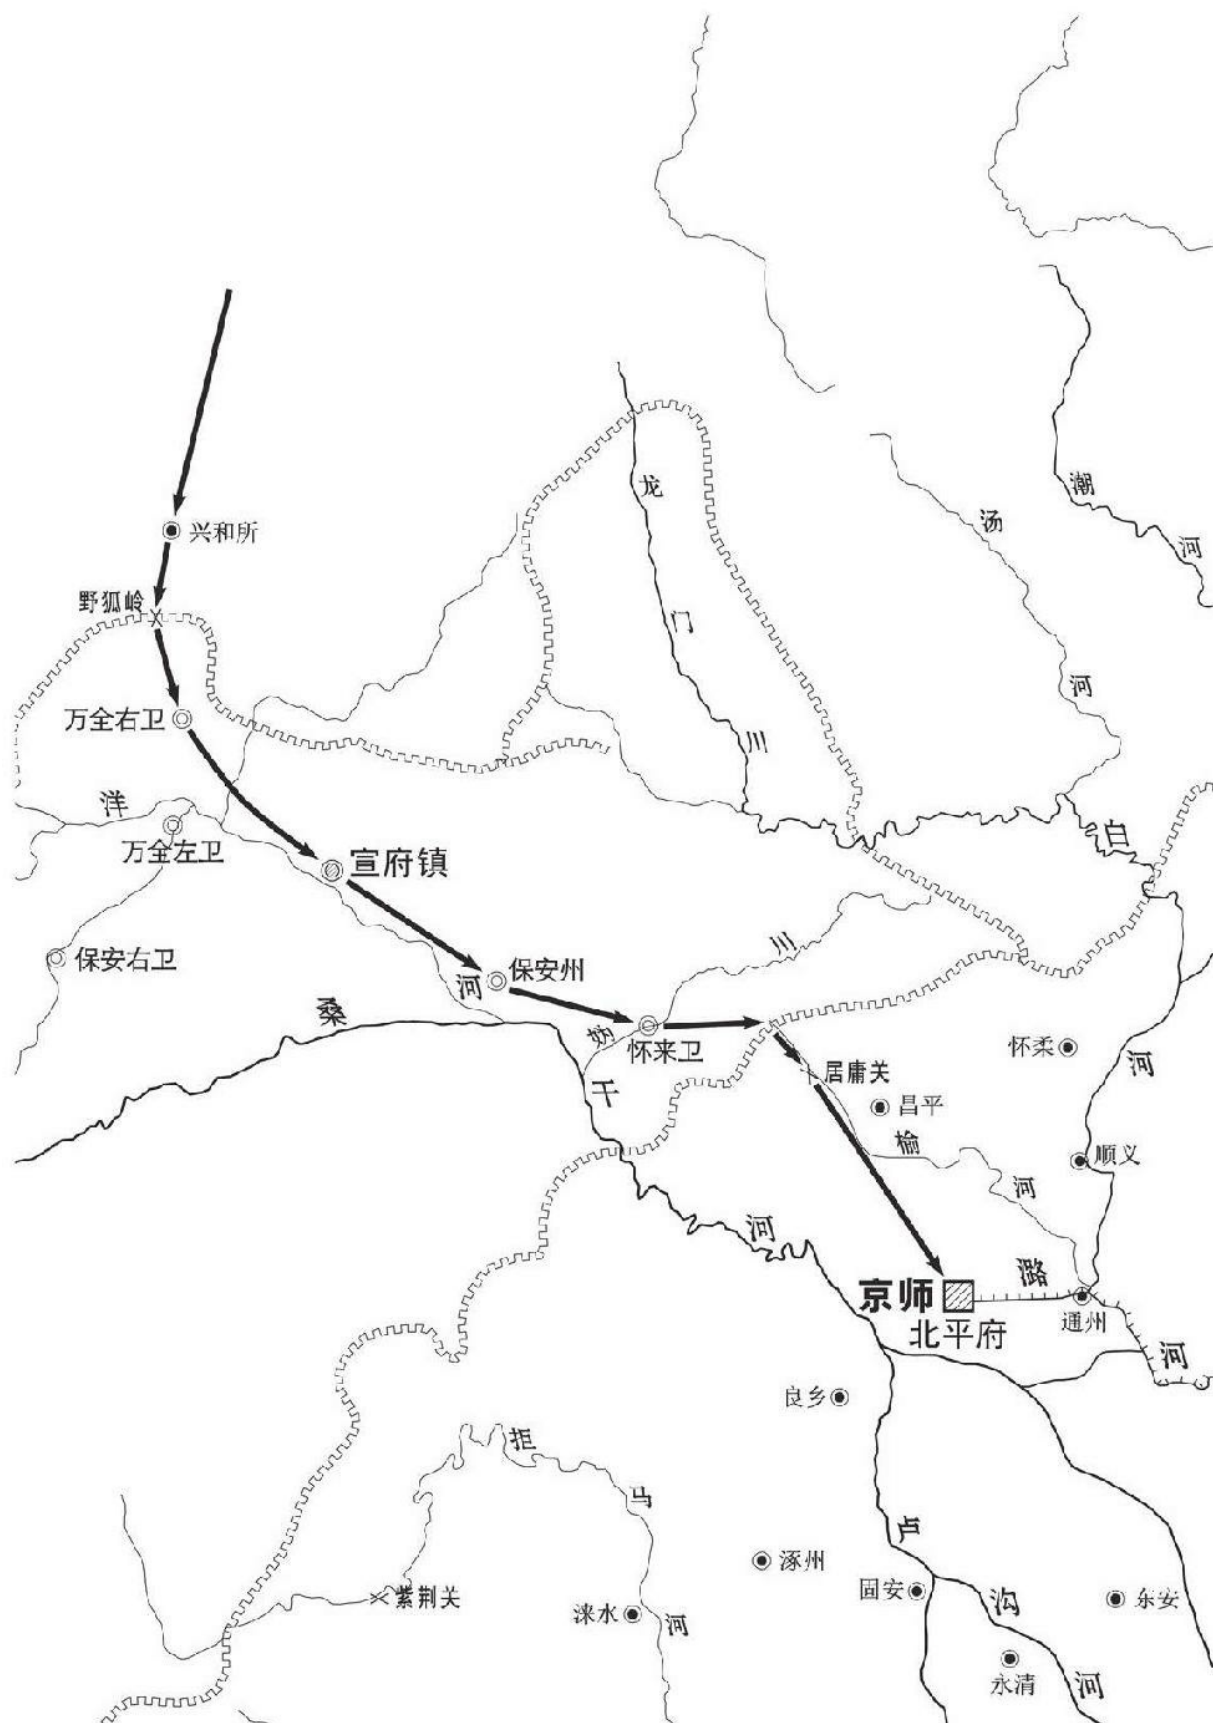 龙门川
汤河
潮河
兴和所
野狐岭
万全右卫
洋河
万全左卫
宣府镇
白河
保安右卫
保安州
桑干河
妫川
怀来卫
怀柔
居庸关
昌平
榆河
顺义
京师
北平府
潞河
通州
良乡
拒马河
紫荆关
涿州
涞水
固安
卢沟河
东安
永清